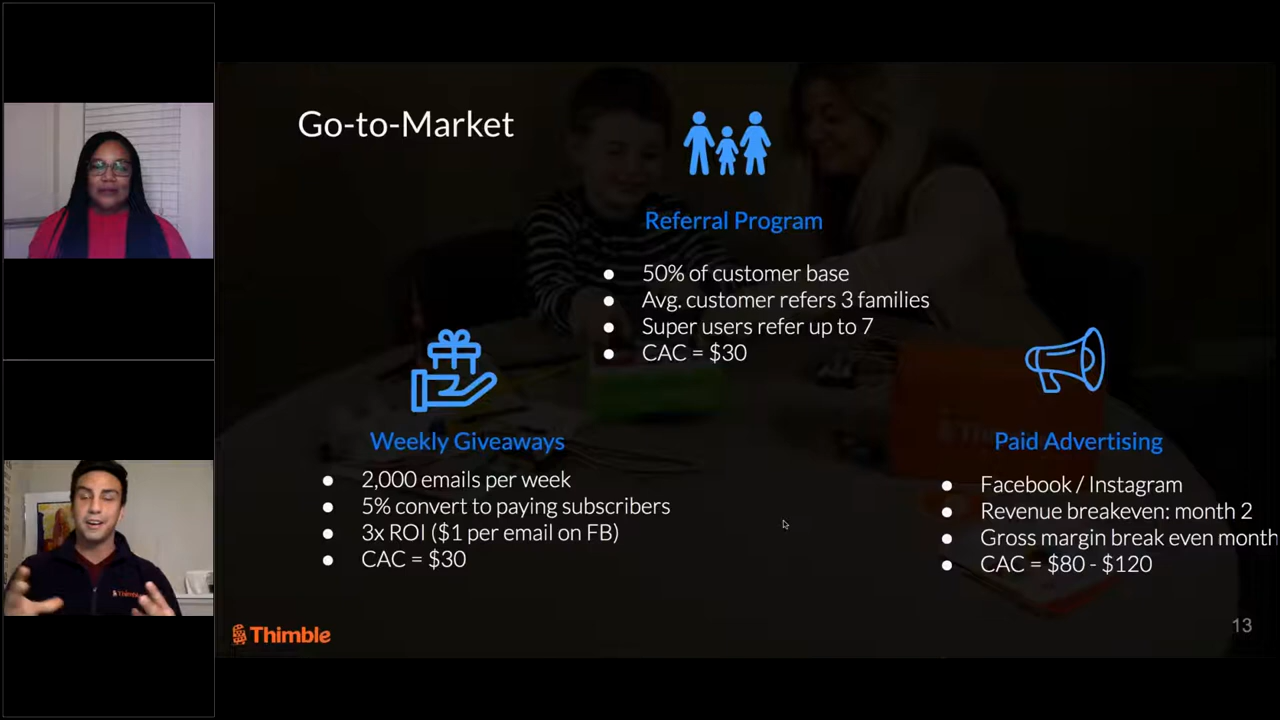 Go-to-Market
Referral Program
50% of customer base
Avg. customer refers 3 families
Super users refer up to 7
CAC = $30
Weekly Giveaways
2,000 emails per week
5% convert to paying subscribers
3x ROI ($1 per email on FB)
CAC = $30
Paid Advertising
Facebook / Instagram
Revenue breakeven: month 2
Gross margin break even month
CAC = $80 - $120
Thimble
Thimble
13